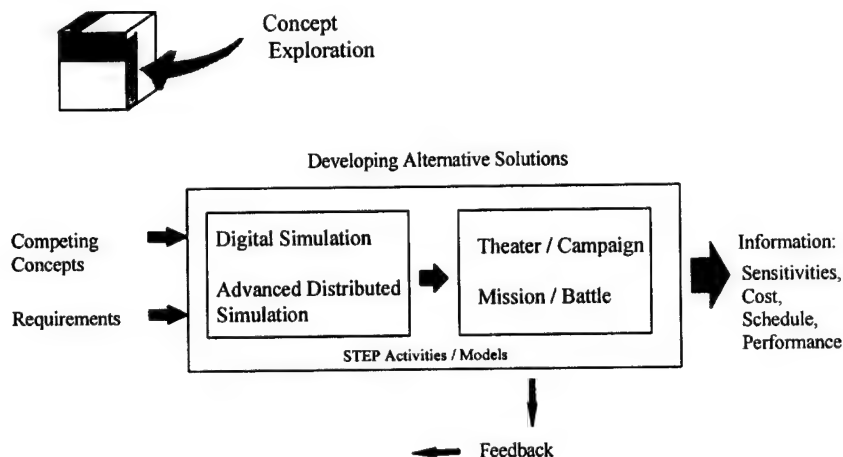 Concept
Exploration
Developing Alternative Solutions
Competing
Concepts
Requirements
Digital Simulation
Advanced Distributed
Simulation
Theater / Campaign
Mission / Battle
STEP Activities / Models
Information:
Sensitivities,
Cost,
Schedule,
Performance
Feedback